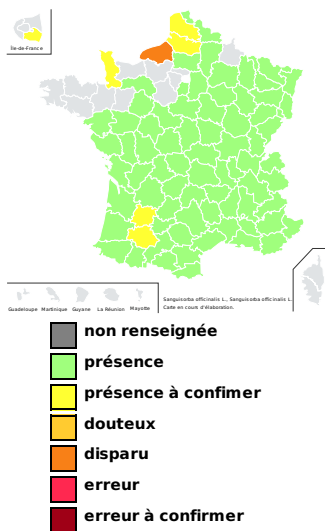 Île-de-France
Guadeloupe Martinique Guyane La Réunion Mayotte
Sanguisorba officinalis L., Sanguisorba officinalis L.
Carte en cours d'élaboration.
non renseignée
présence
présence à confimer
douteux
disparu
erreur
erreur à confirmer